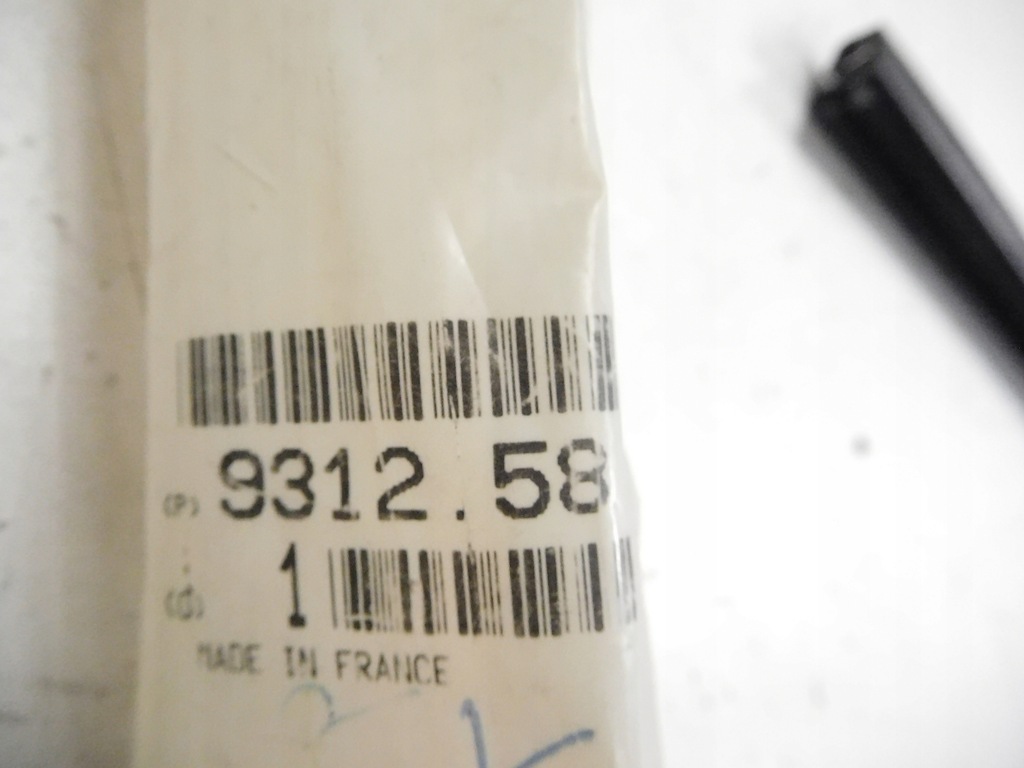 (P) 9312.58
(Q) 1
MADE IN FRANCE